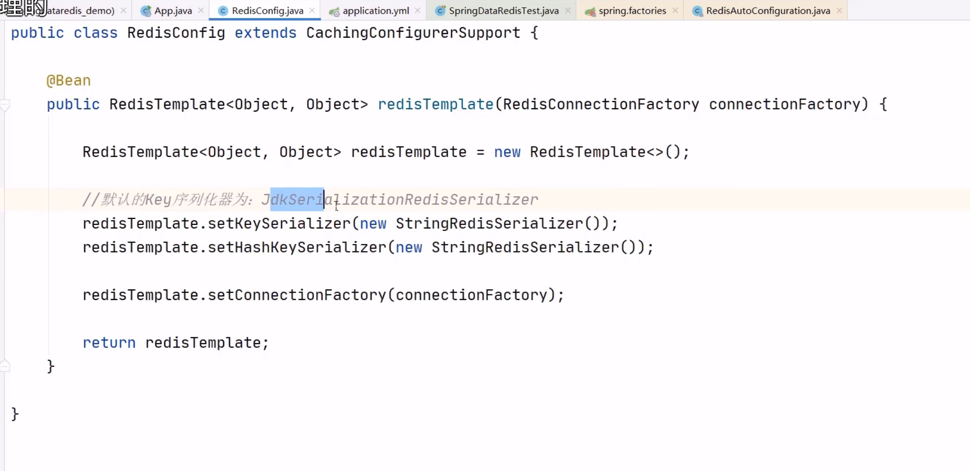 dataredis_demo) App.java RedisConfig.java application.yml SpringDataRedisTest.java spring.factories RedisAutoConfiguration.java
public class RedisConfig extends CachingConfigurerSupport {
@Bean
public RedisTemplate<Object, Object> redisTemplate(RedisConnectionFactory connectionFactory) {
RedisTemplate<Object, Object> redisTemplate = new RedisTemplate<>();
//默认的Key序列化器为：JdkSerializationRedisSerializer
redisTemplate.setKeySerializer(new StringRedisSerializer());
redisTemplate.setHashKeySerializer(new StringRedisSerializer());
redisTemplate.setConnectionFactory(connectionFactory);
return redisTemplate;
}
}